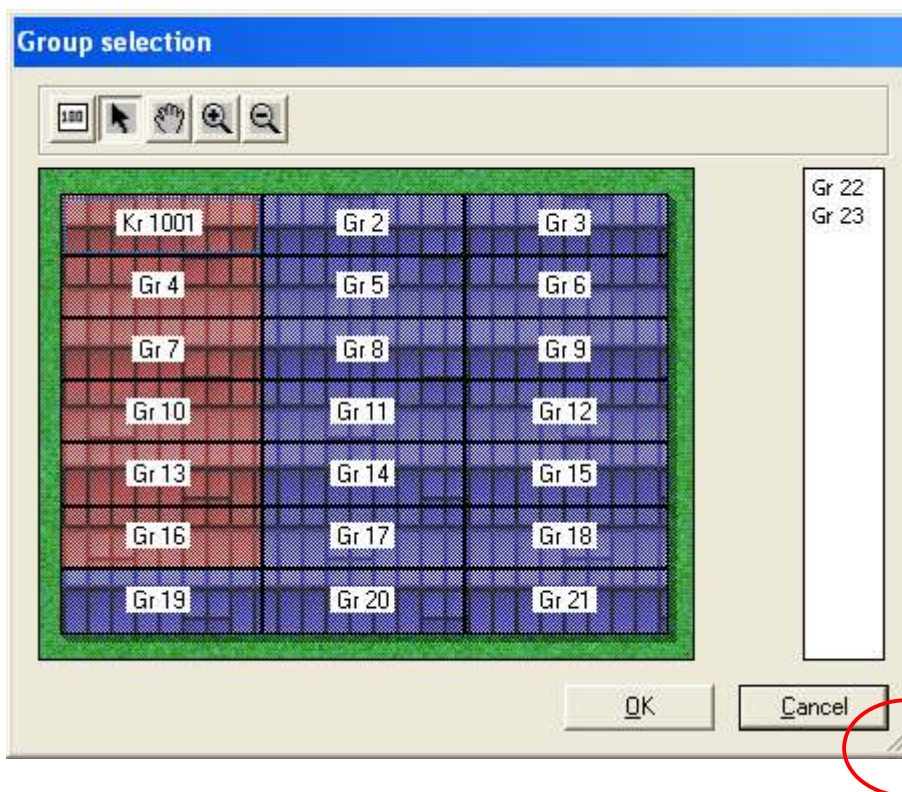 Group selection
100
Gr 22
Gr 23
Kr 1001 Gr 2 Gr 3
Gr 4 Gr 5 Gr 6
Gr 7 Gr 8 Gr 9
Gr 10 Gr 11 Gr 12
Gr 13 Gr 14 Gr 15
Gr 16 Gr 17 Gr 18
Gr 19 Gr 20 Gr 21
OK Cancel